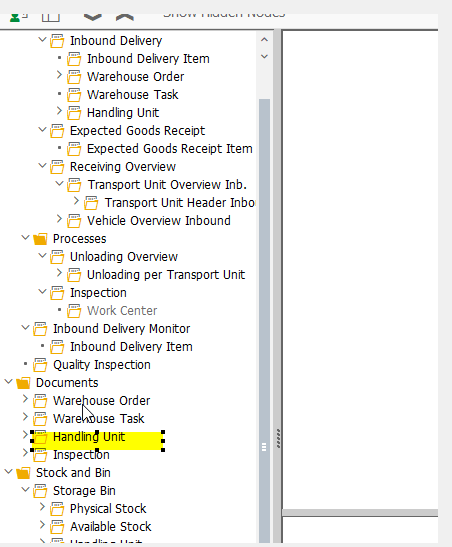 Show Hidden Nodes
Inbound Delivery
Inbound Delivery Item
Warehouse Order
Warehouse Task
Handling Unit
Expected Goods Receipt
Expected Goods Receipt Item
Receiving Overview
Transport Unit Overview Inb.
Transport Unit Header Inbo
Vehicle Overview Inbound
Processes
Unloading Overview
Unloading per Transport Unit
Inspection
Work Center
Inbound Delivery Monitor
Inbound Delivery Item
Quality Inspection
Documents
Warehouse Order
Warehouse Task
Handling Unit
Inspection
Stock and Bin
Storage Bin
Physical Stock
Available Stock
Handling Unit